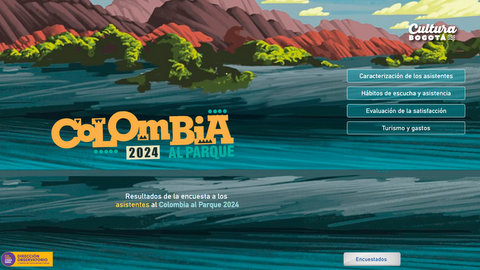 Cultura
BOGOTÁ
Caracterización de los asistentes
Hábitos de escucha y asistencia
Evaluación de la satisfacción
Turismo y gastos
COLOMBIA
2024 AL PARQUE
Resultados de la encuesta a los
asistentes al Colombia al Parque 2024
DIRECCIÓN
OBSERVATORIO
Encuestados